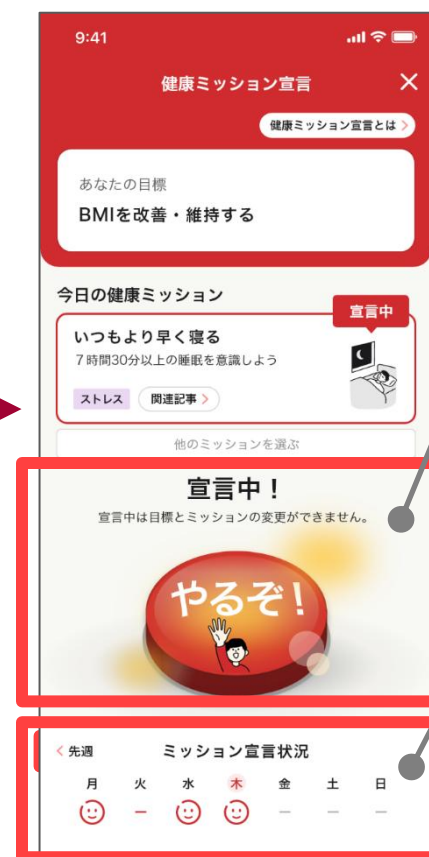 9:41
健康ミッション宣言
健康ミッション宣言とは
あなたの目標
BMIを改善・維持する
今日の健康ミッション
宣言中
いつもより早く寝る
7時間30分以上の睡眠を意識しよう
ストレス 関連記事
他のミッションを選ぶ
宣言中！
宣言中は目標とミッションの変更ができません。
やるぞ！
先週 ミッション宣言状況
月 火 水 木 金 土 日